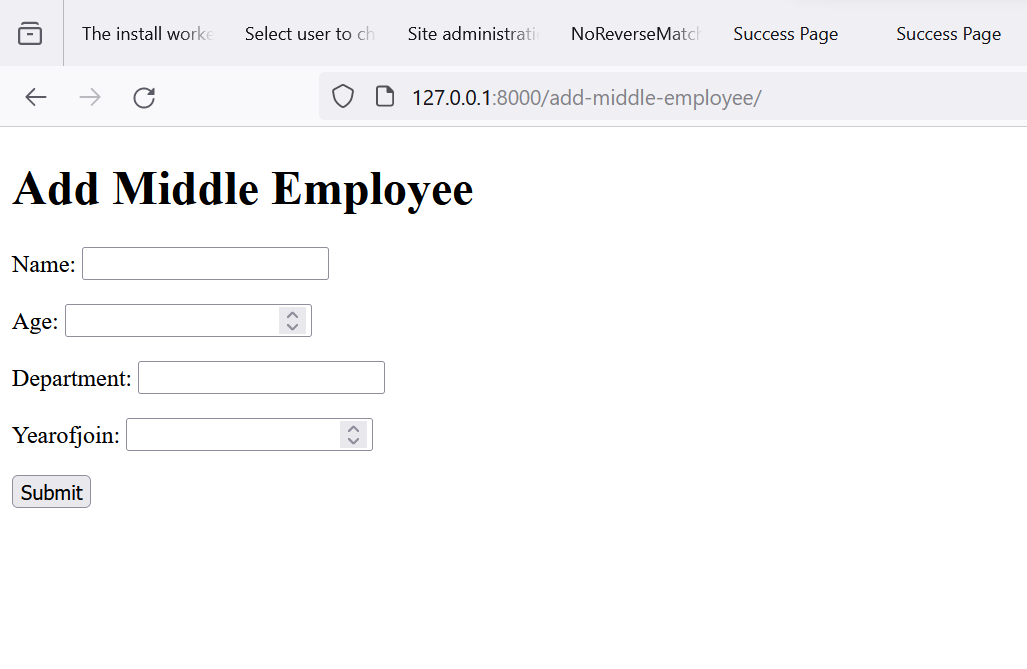 The install worke
Select user to ch
Site administrati
NoReverseMatch
Success Page
Success Page
127.0.0.1:8000/add-middle-employee/
Add Middle Employee
Name:
Age:
Department:
Yearofjoin:
Submit